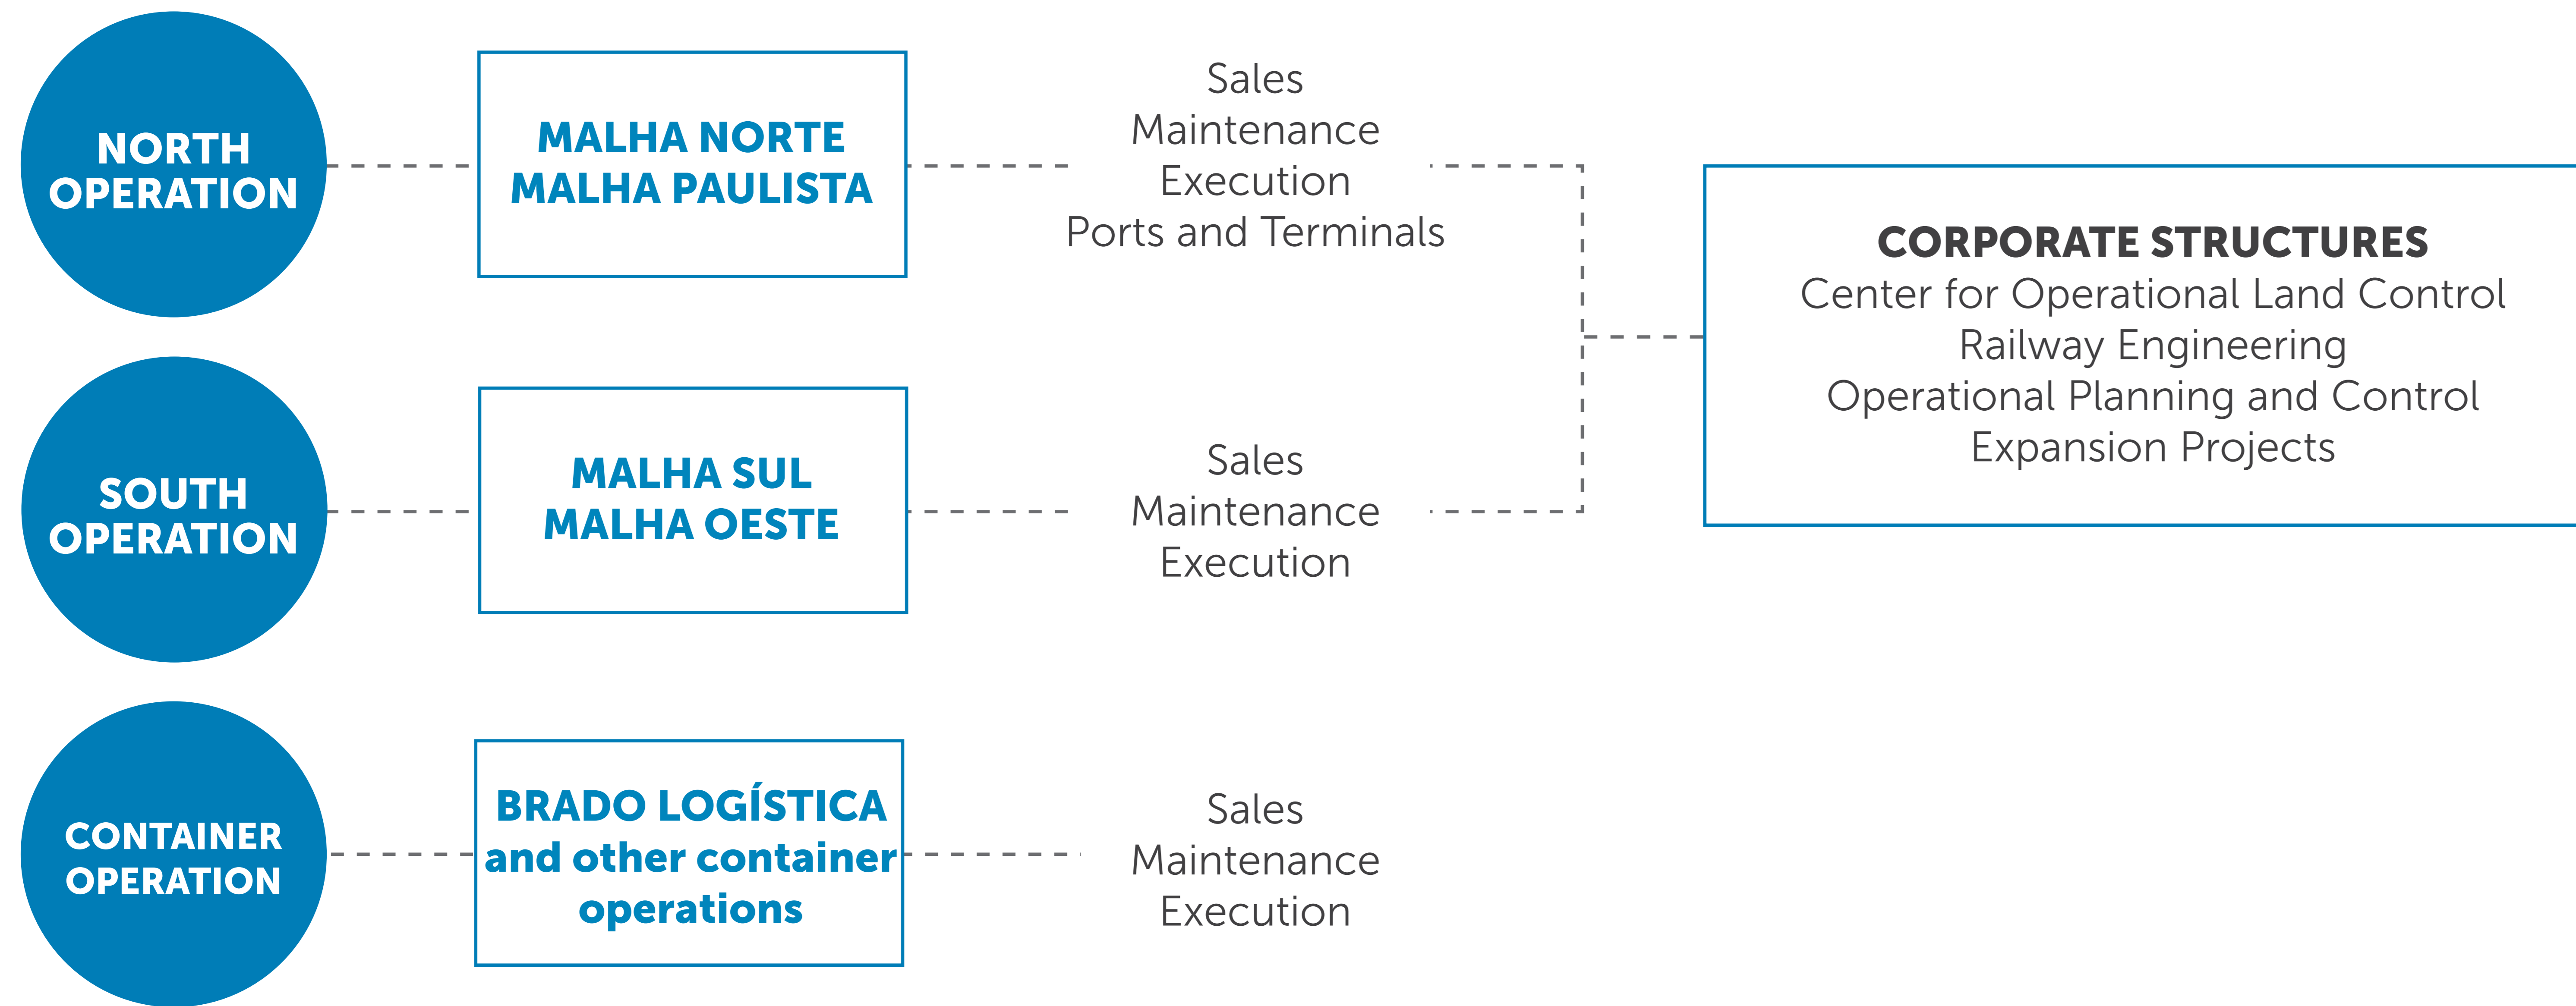 NORTH
OPERATION
MALHA NORTE
MALHA PAULISTA
Sales
Maintenance
Execution
Ports and Terminals
SOUTH
OPERATION
MALHA SUL
MALHA OESTE
Sales
Maintenance
Execution
CORPORATE STRUCTURES
Center for Operational Land Control
Railway Engineering
Operational Planning and Control
Expansion Projects
CONTAINER
OPERATION
BRADO LOGÍSTICA
and other container
operations
Sales
Maintenance
Execution